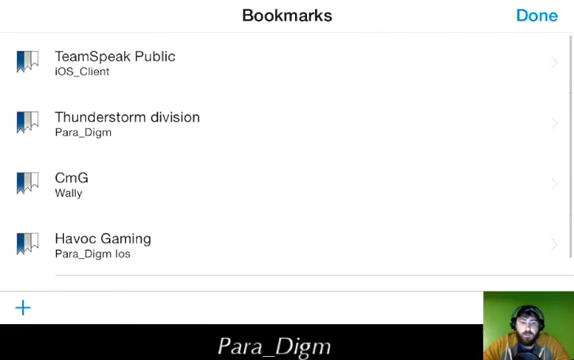 Bookmarks
Done
TeamSpeak Public
iOS_Client
Thunderstorm division
Para_Digm
CmG
Wally
Havoc Gaming
Para_Digm Ios
+
Para_Digm